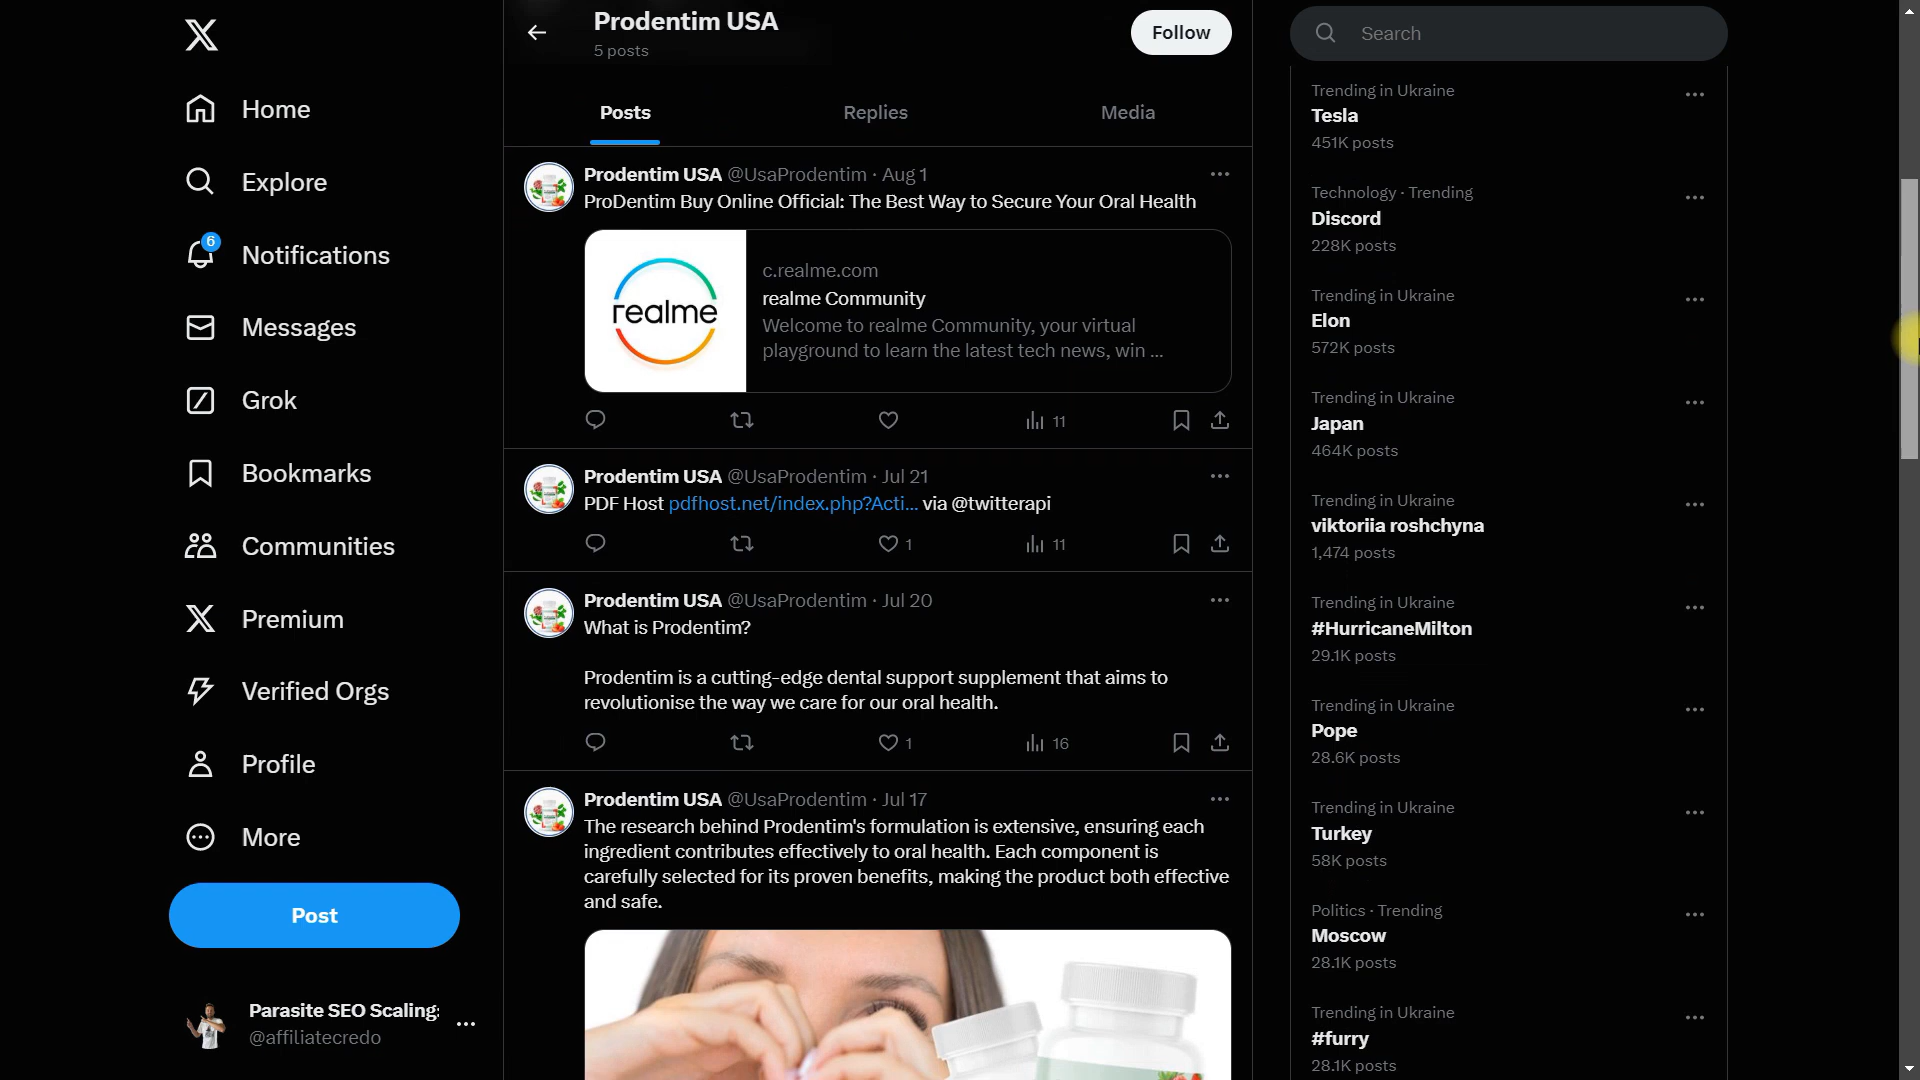 Home
Explore
6
Notifications
Messages
Grok
Bookmarks
Communities
Premium
Verified Orgs
Profile
More
Post
Parasite SEO Scaling:
@affiliatecredo
Prodentim USA
5 posts
Follow
Posts
Replies
Media
Prodentim USA @UsaProdentim · Aug 1
ProDentim Buy Online Official: The Best Way to Secure Your Oral Health
realme
c.realme.com
realme Community
Welcome to realme Community, your virtual
playground to learn the latest tech news, win ...
11
Prodentim USA @UsaProdentim · Jul 21
PDF Host pdfhost.net/index.php?Acti... via @twitterapi
1
11
Prodentim USA @UsaProdentim · Jul 20
What is Prodentim?
Prodentim is a cutting-edge dental support supplement that aims to
revolutionise the way we care for our oral health.
1
16
Prodentim USA @UsaProdentim · Jul 17
The research behind Prodentim's formulation is extensive, ensuring each
ingredient contributes effectively to oral health. Each component is
carefully selected for its proven benefits, making the product both effective
and safe.
Search
Trending in Ukraine
Tesla
451K posts
Technology · Trending
Discord
228K posts
Trending in Ukraine
Elon
572K posts
Trending in Ukraine
Japan
464K posts
Trending in Ukraine
viktoriia roshchyna
1,474 posts
Trending in Ukraine
#HurricaneMilton
29.1K posts
Trending in Ukraine
Pope
28.6K posts
Trending in Ukraine
Turkey
58K posts
Politics · Trending
Moscow
28.1K posts
Trending in Ukraine
#furry
28.1K posts